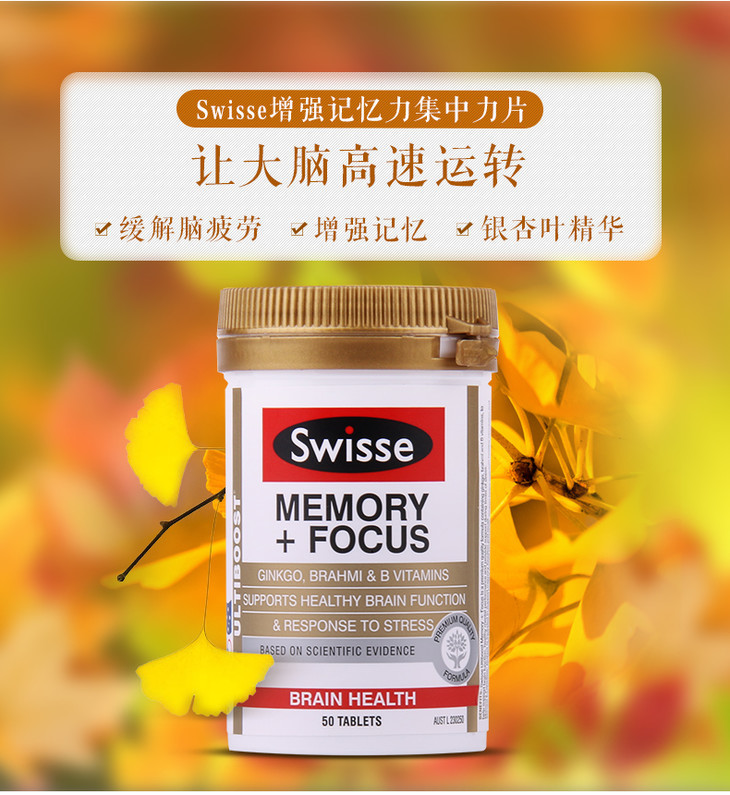 Swisse增强记忆力集中力片
让大脑高速运转
缓解脑疲劳 增强记忆 银杏叶精华
Swisse
MEMORY
+ FOCUS
GINKGO, BRAHMI & B VITAMINS
SUPPORTS HEALTHY BRAIN FUNCTION
& RESPONSE TO STRESS
BASED ON SCIENTIFIC EVIDENCE
PREMIUM QUALITY
FORMULA
BRAIN HEALTH
50 TABLETS
AUST L 230250
ULTIBOOST